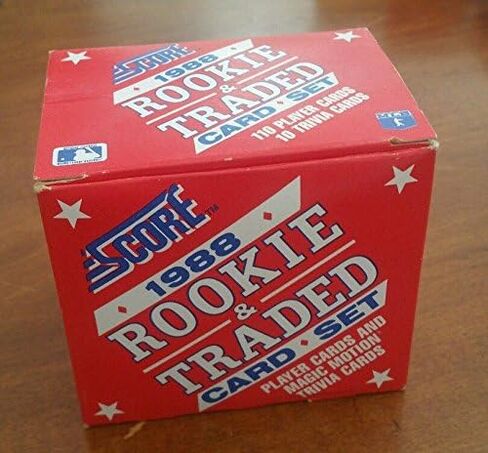 SCORE
1988
ROOKIE
&
TRADED
CARD • SET
110 PLAYER CARDS
10 TRIVIA CARDS
SCORE™
1988
ROOKIE
&
TRADED
CARD • SET
PLAYER CARDS AND
MAGIC MOTION
TRIVIA CARDS